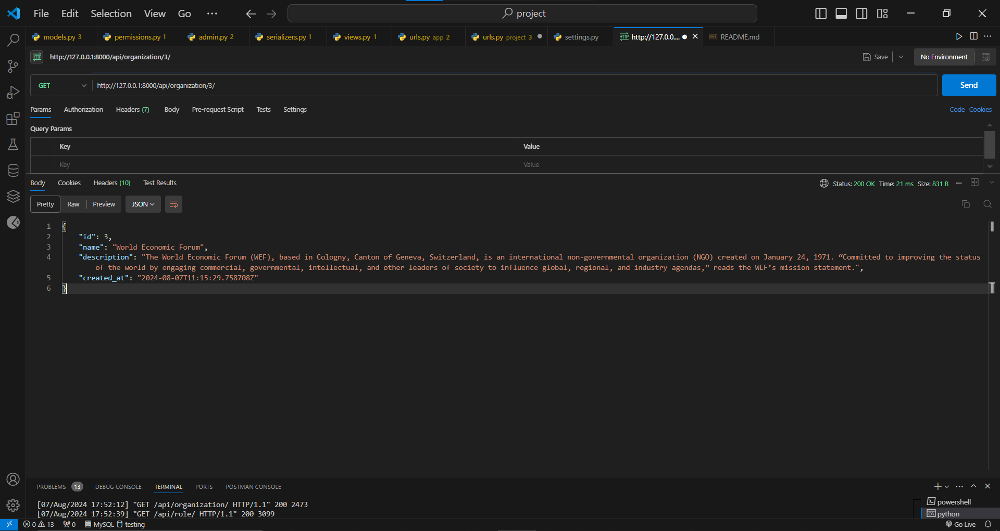 File Edit Selection View Go ··· project
models.py 3 permissions.py 1 admin.py 2 serializers.py 1 views.py 1 urls.py app 2 urls.py project 3 settings.py HTTP http://127.0.0.... README.md
HTTP http://127.0.0.1:8000/api/organization/3/ Save No Environment
GET http://127.0.0.1:8000/api/organization/3/ Send
Params Authorization Headers (7) Body Pre-request Script Tests Settings Code Cookies
Query Params
Key Value
Key Value
Body Cookies Headers (10) Test Results Status: 200 OK Time: 21 ms Size: 831 B
Pretty Raw Preview JSON
1 {
2 "id": 3,
3 "name": "World Economic Forum",
4 "description": "The World Economic Forum (WEF), based in Cologny, Canton of Geneva, Switzerland, is an international non-governmental organization (NGO) created on January 24, 1971. “Committed to improving the status
of the world by engaging commercial, governmental, intellectual, and other leaders of society to influence global, regional, and industry agendas,” reads the WEF’s mission statement.",
5 "created_at": "2024-08-07T11:15:29.758708Z"
6 }
PROBLEMS 13 DEBUG CONSOLE TERMINAL PORTS POSTMAN CONSOLE
[07/Aug/2024 17:52:12] "GET /api/organization/ HTTP/1.1" 200 2473
[07/Aug/2024 17:52:39] "GET /api/role/ HTTP/1.1" 200 3099
powershell
python
0 13 0 MySQL testing Go Live